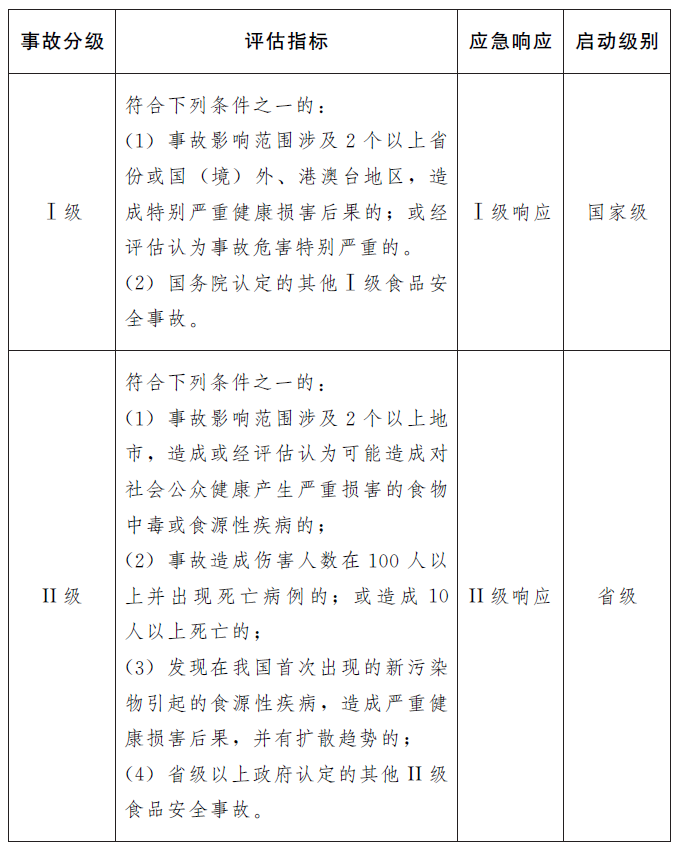 事故分级 评估指标 应急响应 启动级别
符合下列条件之一的：
(1) 事故影响范围涉及2个以上省
份或国（境）外、港澳台地区，造
成特别严重健康损害后果的；或经
评估认为事故危害特别严重的。
(2) 国务院认定的其他Ⅰ级食品安
全事故。
Ⅰ级
Ⅰ级响应
国家级
符合下列条件之一的：
(1) 事故影响范围涉及2个以上地
市，造成或经评估认为可能造成对
社会公众健康产生严重损害的食物
中毒或食源性疾病的；
(2) 事故造成伤害人数在100人以
上并出现死亡病例的；或造成10
人以上死亡的；
(3) 发现在我国首次出现的新污染
物引起的食源性疾病，造成严重健
康损害后果，并有扩散趋势的；
(4) 省级以上政府认定的其他Ⅱ级
食品安全事故。
Ⅱ级
Ⅱ级响应
省级